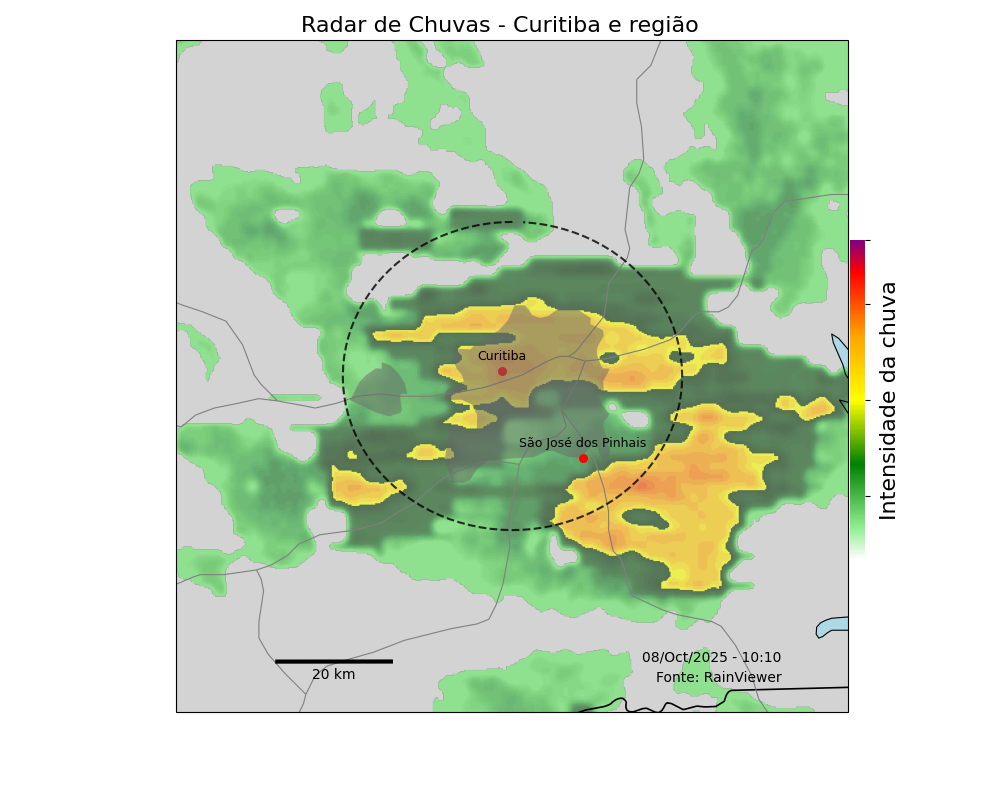 Radar de Chuvas - Curitiba e região
Curitiba
São José dos Pinhais
Intensidade da chuva
08/Oct/2025 - 10:10
Fonte: RainViewer
20 km